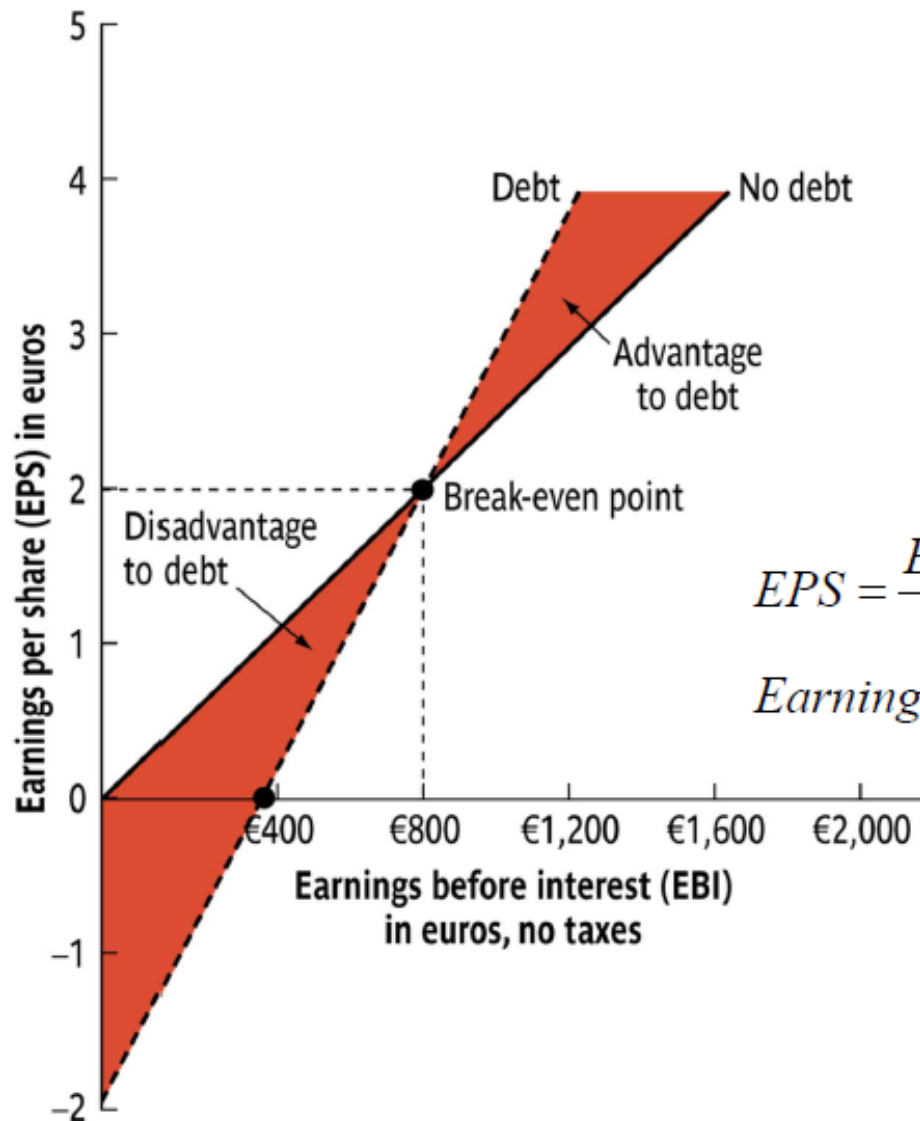 5
4
3
2
1
0
−1
−2
Earnings per share (EPS) in euros
Debt
No debt
Advantage
to debt
Break-even point
Disadvantage
to debt
EPS =
Earning
€400
€800
€1,200
€1,600
€2,000
Earnings before interest (EBI)
in euros, no taxes